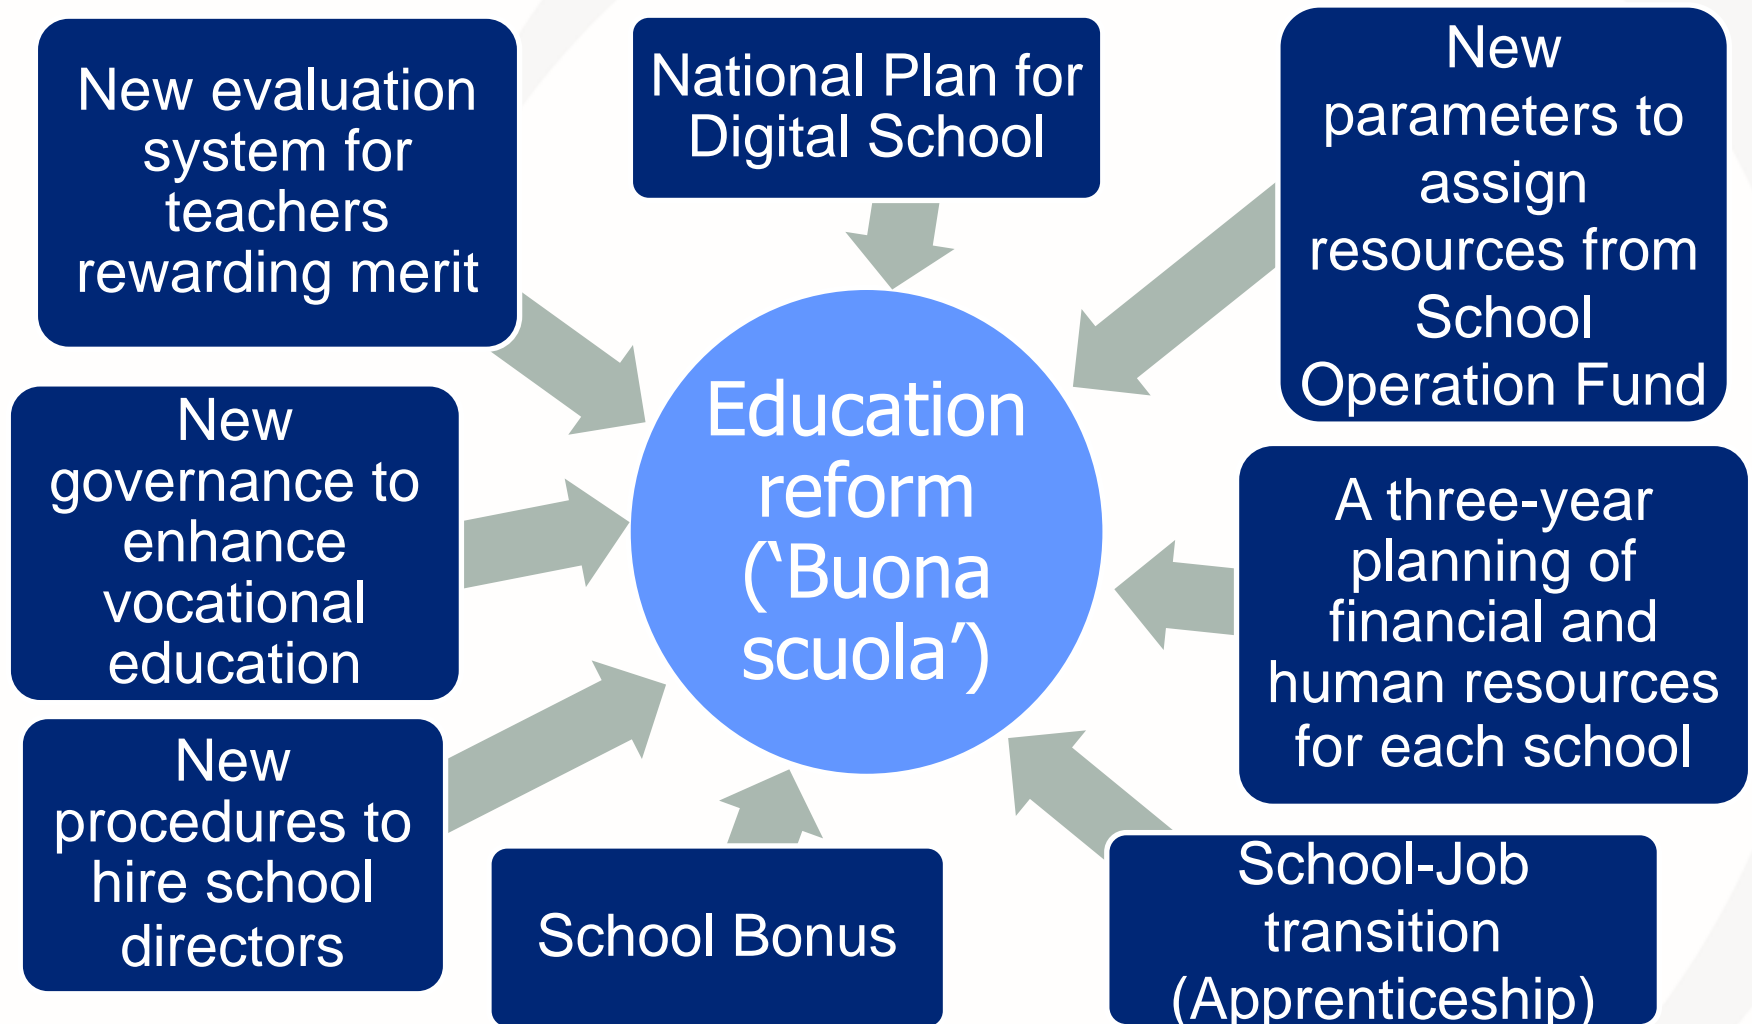 New evaluation
system for
teachers
rewarding merit
National Plan for
Digital School
New
parameters to
assign
resources from
School
Operation Fund
New
governance to
enhance
vocational
education
Education
reform
(‘Buona
scuola’)
A three-year
planning of
financial and
human resources
for each school
New
procedures to
hire school
directors
School Bonus
School-Job
transition
(Apprenticeship)